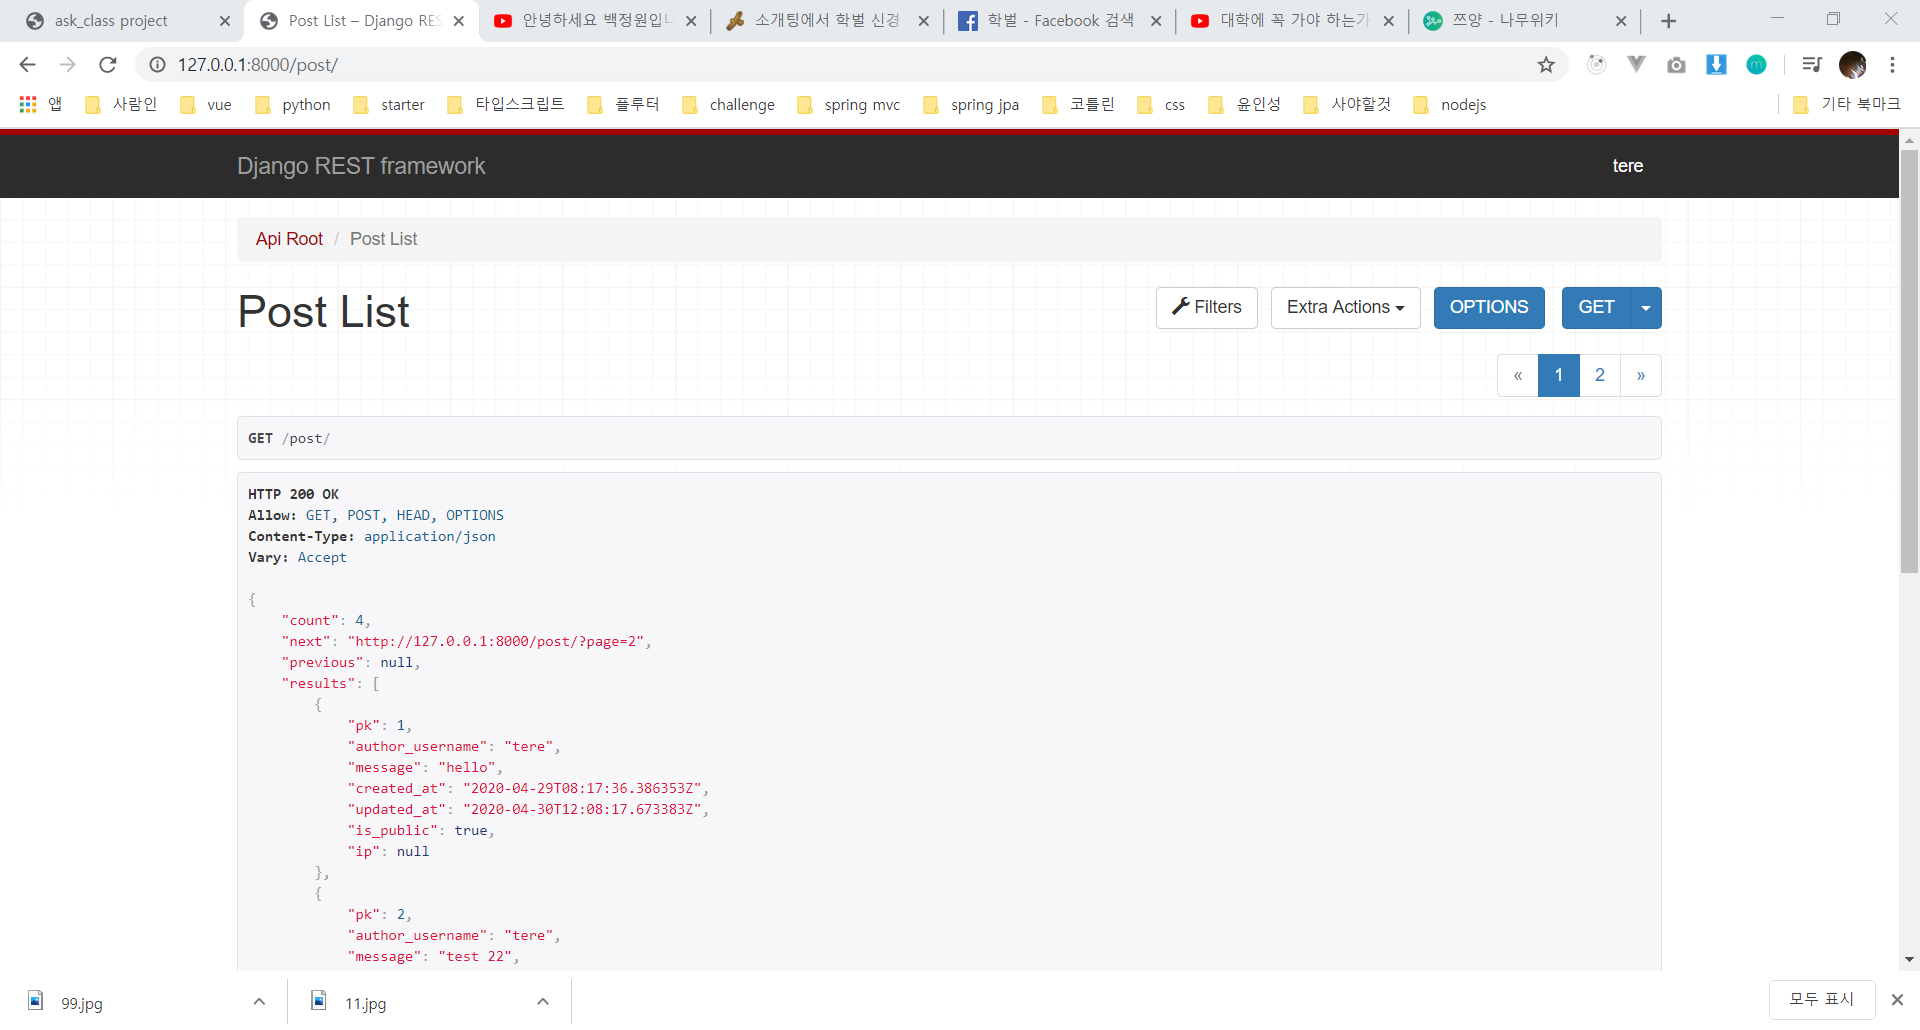 ask_class project
Post List – Django RES
안녕하세요 백정원입니
소개팅에서 학벌 신경
학벌 - Facebook 검색
대학에 꼭 가야 하는가
쯔양 - 나무위키
127.0.0.1:8000/post/
앱 사람인 vue python starter 타입스크립트 플루터 challenge spring mvc spring jpa 코틀린 css 윤인성 사야할것 nodejs 기타 북마크
Django REST framework tere
Api Root / Post List
Post List Filters Extra Actions OPTIONS GET
« 1 2 »
GET /post/
HTTP 200 OK
Allow: GET, POST, HEAD, OPTIONS
Content-Type: application/json
Vary: Accept
{
"count": 4,
"next": "http://127.0.0.1:8000/post/?page=2",
"previous": null,
"results": [
{
"pk": 1,
"author_username": "tere",
"message": "hello",
"created_at": "2020-04-29T08:17:36.386353Z",
"updated_at": "2020-04-30T12:08:17.673383Z",
"is_public": true,
"ip": null
},
{
"pk": 2,
"author_username": "tere",
"message": "test 22",
99.jpg 11.jpg 모두 표시